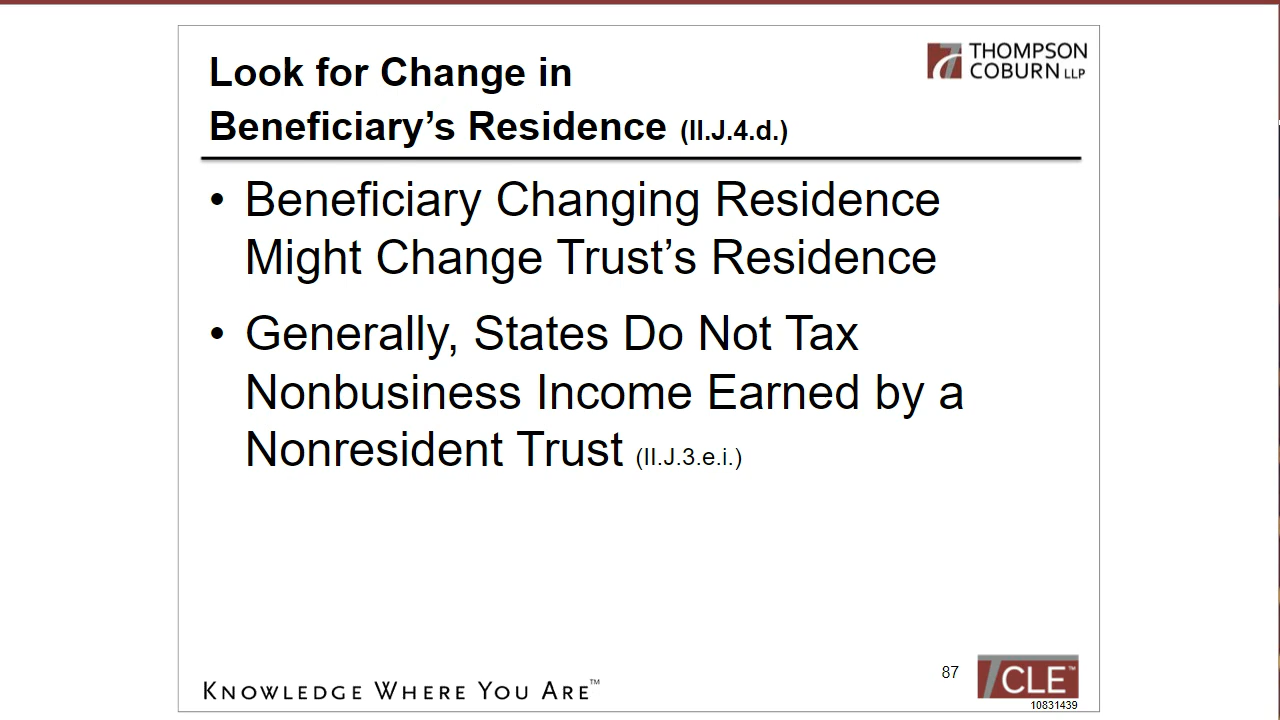 THOMPSON
COBURN LLP
Look for Change in
Beneficiary’s Residence (II.J.4.d.)
• Beneficiary Changing Residence
Might Change Trust’s Residence
• Generally, States Do Not Tax
Nonbusiness Income Earned by a
Nonresident Trust (II.J.3.e.i.)
KNOWLEDGE WHERE YOU ARE™
87
TCLE™
10831439